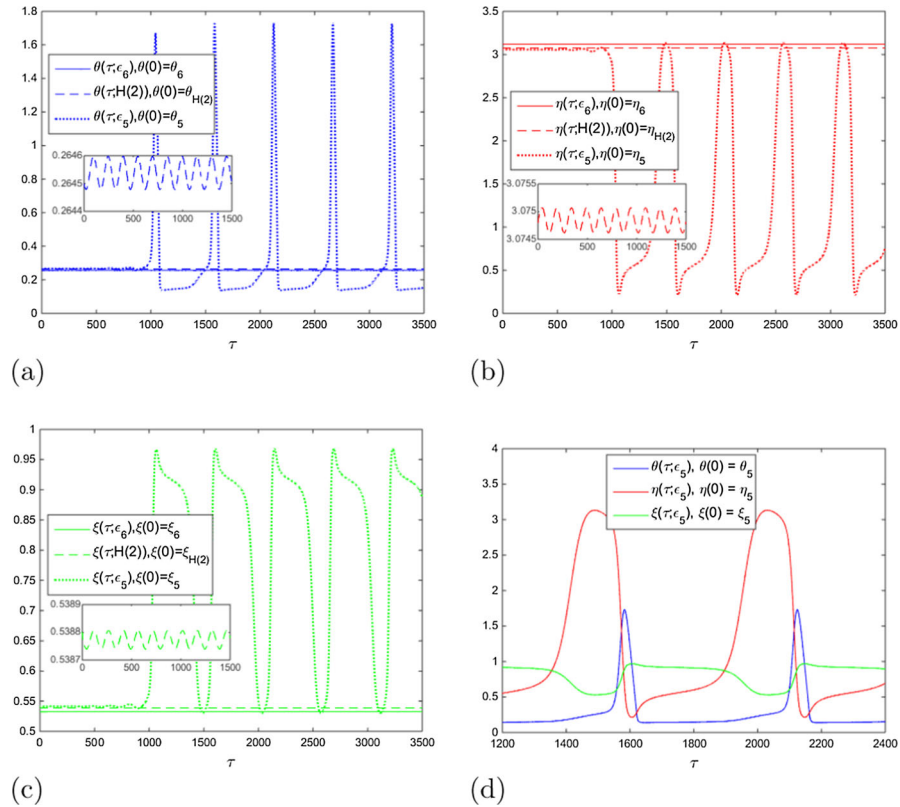 1.8
1.6
1.4
1.2
1
0.8
0.6
0.4
0.2
0
θ(τ;ϵ6),θ(0)=θ6
θ(τ;H(2)),θ(0)=θH(2)
θ(τ;ϵ5),θ(0)=θ5
0.2646
0.2645
0.2644
0 500 1000 1500
0 500 1000 1500 2000 2500 3000 3500
τ
(a)
3.5
3
2.5
2
1.5
1
0.5
0
η(τ;ϵ6),η(0)=η6
η(τ;H(2)),η(0)=ηH(2)
η(τ;ϵ5),η(0)=η5
3.0755
3.075
3.0745
0 500 1000 1500
0 500 1000 1500 2000 2500 3000 3500
τ
(b)
1
0.95
0.9
0.85
0.8
0.75
0.7
0.65
0.6
0.55
0.5
ξ(τ;ϵ6),ξ(0)=ξ6
ξ(τ;H(2)),ξ(0)=ξH(2)
ξ(τ;ϵ5),ξ(0)=ξ5
0.5389
0.5388
0.5387
0 500 1000 1500
0 500 1000 1500 2000 2500 3000 3500
τ
(c)
4
3.5
3
2.5
2
1.5
1
0.5
0
θ(τ;ϵ5), θ(0) = θ5
η(τ;ϵ5), η(0) = η5
ξ(τ;ϵ5), ξ(0) = ξ5
1200 1400 1600 1800 2000 2200 2400
τ
(d)